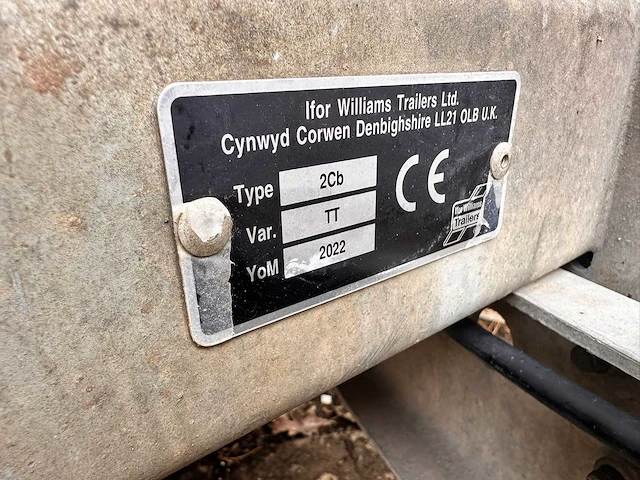 Ifor Williams Trailers Ltd.
Cynwyd Corwen Denbighshire LL21 OLB U.K.
Type 2Cb
Var. TT
YoM 2022
CE
Ifor Williams
Trailers